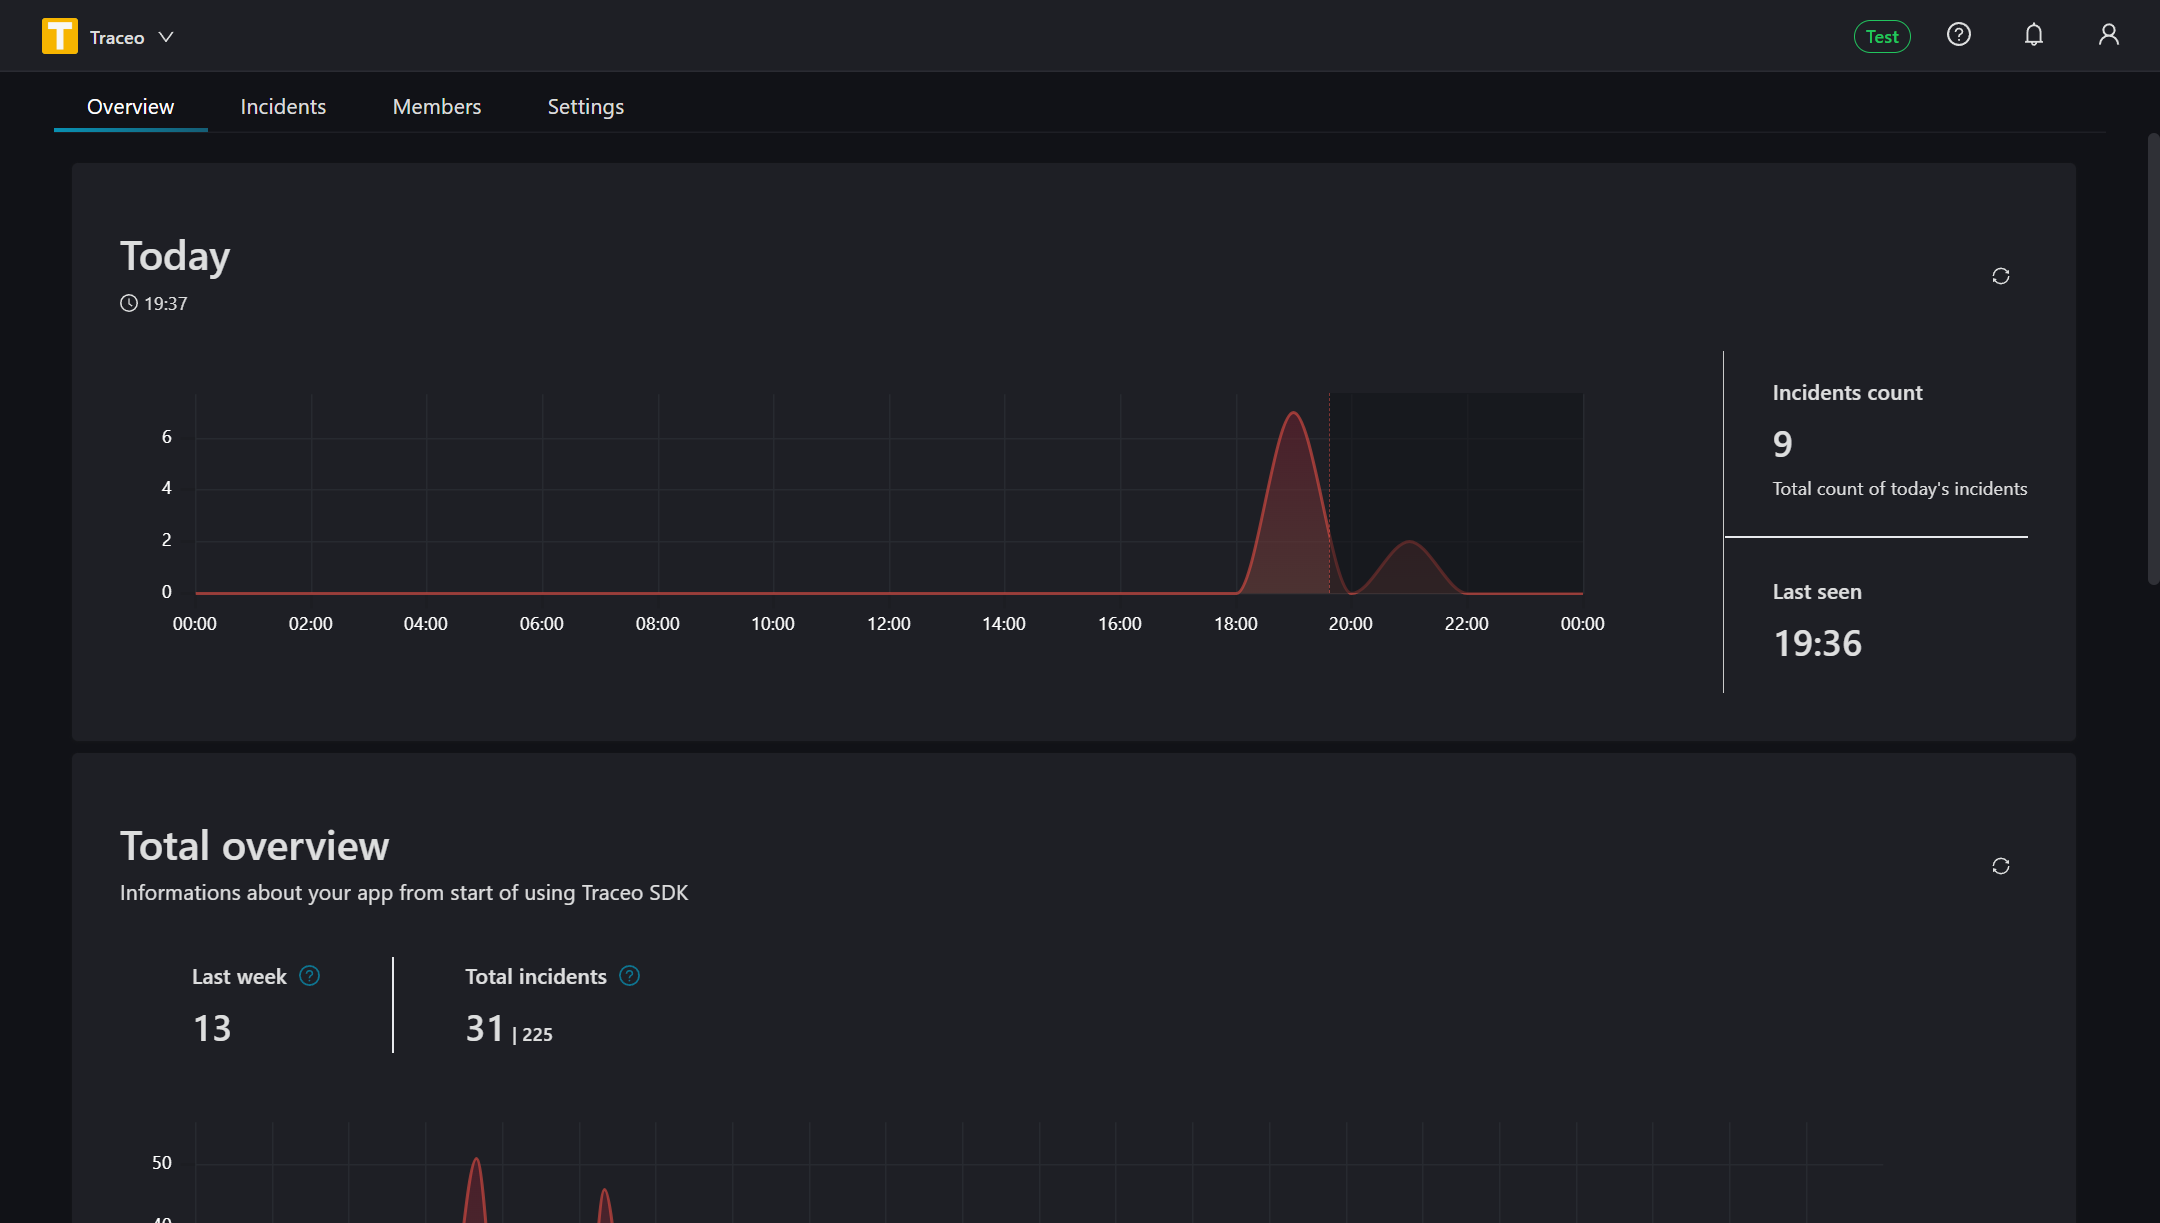 T Traceo
Test
Overview Incidents Members Settings
Today
19:37
6
4
2
0
00:00 02:00 04:00 06:00 08:00 10:00 12:00 14:00 16:00 18:00 20:00 22:00 00:00
Incidents count
9
Total count of today's incidents
Last seen
19:36
Total overview
Informations about your app from start of using Traceo SDK
Last week
13
Total incidents
31 | 225
50
40